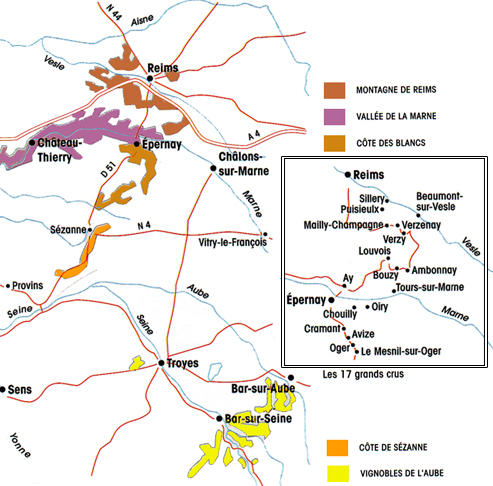 N 44
Aisne
Vesle
Reims
A 4
Château-
Thierry
Épernay
D 51
Châlons-
sur-Marne
Marne
Sézanne
N 4
Vitry-le-François
Provins
Seine
Aube
Seine
Troyes
Sens
Yonne
Bar-sur-Aube
Bar-sur-Seine
MONTAGNE DE REIMS
VALLÉE DE LA MARNE
CÔTE DES BLANCS
Reims
Sillery
Puisieulx
Beaumont-
sur-Vesle
Mailly-Champagne
Verzenay
Verzy
Vesle
Louvois
Bouzy
Ambonnay
Ay
Tours-sur-Marne
Épernay
Chouilly
Oiry
Marne
Cramant
Avize
Oger
Le Mesnil-sur-Oger
Les 17 grands crus
CÔTE DE SÉZANNE
VIGNOBLES DE L'AUBE